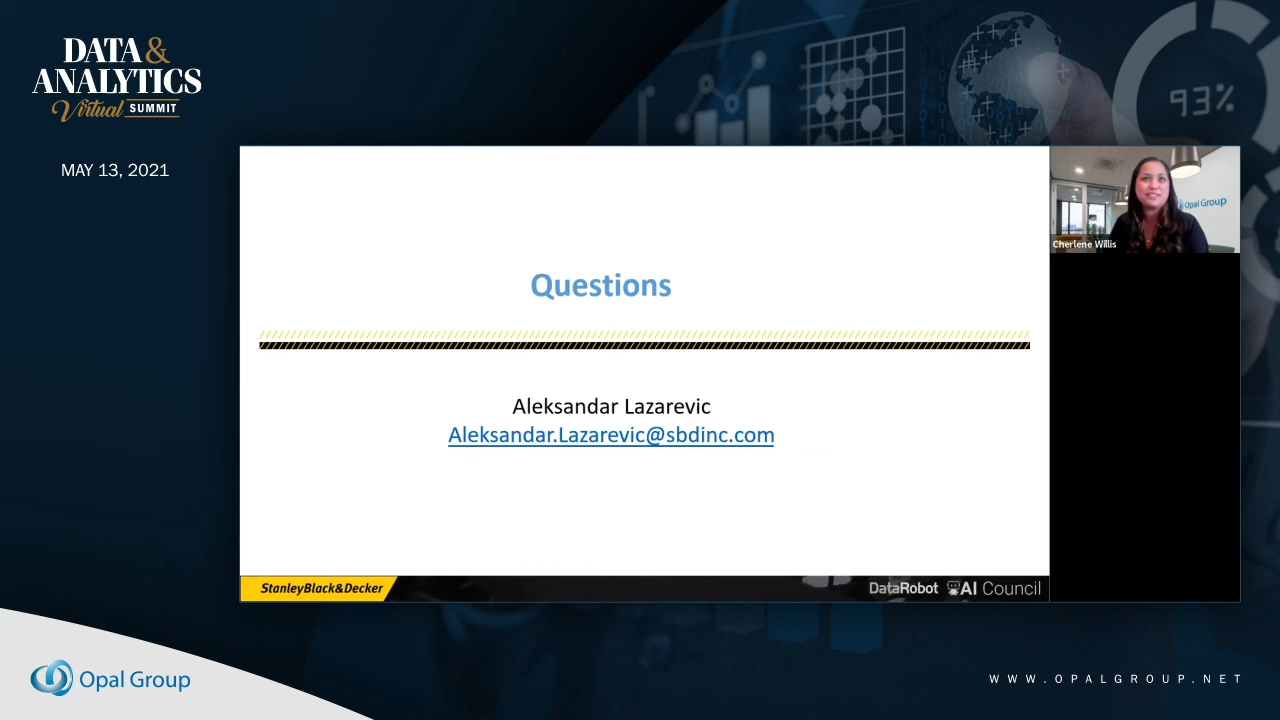 DATA &
ANALYTICS
Virtual SUMMIT
MAY 13, 2021
93%
Opal Group
Cherlene Willis
Questions
Aleksandar Lazarevic
Aleksandar.Lazarevic@sbdinc.com
StanleyBlack&Decker
DataRobot AI Council
Opal Group
WWW.OPALGROUP.NET